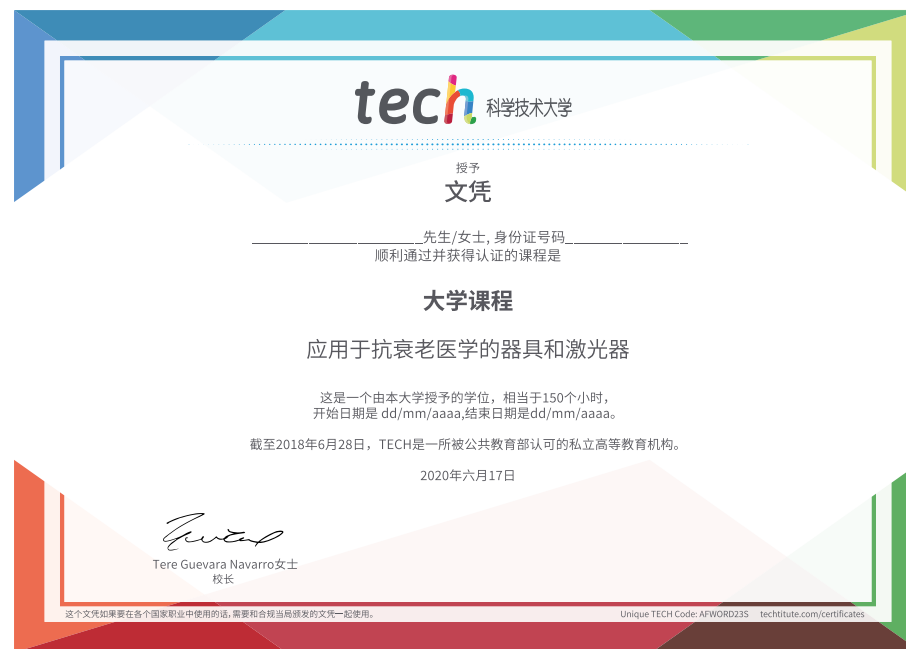 tech 科学技术大学
授予
文凭
______________________先生/女士, 身份证号码________________
顺利通过并获得认证的课程是
大学课程
应用于抗衰老医学的器具和激光器
这是一个由本大学授予的学位，相当于150个小时，
开始日期是 dd/mm/aaaa,结束日期是dd/mm/aaaa。
截至2018年6月28日，TECH是一所被公共教育部认可的私立高等教育机构。
2020年六月17日
Tere Guevara Navarro女士
校长
这个文凭如果要在各个国家职业中使用的话,需要和合规当局颁发的文凭一起使用。
Unique TECH Code: AFWORD23S techtitute.com/certificates